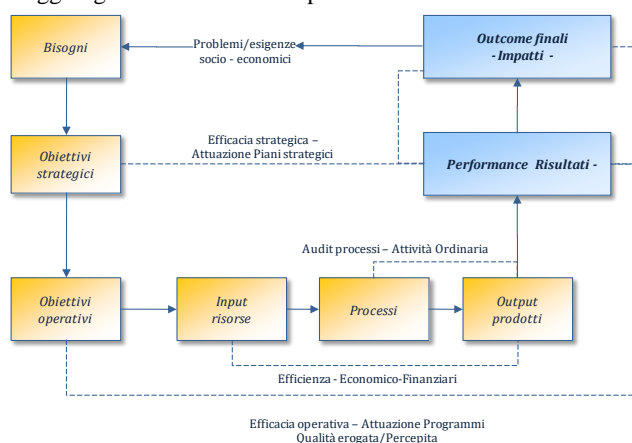 Bisogni
Problemi/esigenze
socio - economici
Outcome finali
- Impatti -
Efficacia strategica –
Attuazione Piani strategici
Obiettivi
strategici
Performance Risultati -
Audit processi – Attività Ordinaria
Obiettivi
operativi
Input
risorse
Processi
Output
prodotti
Efficienza - Economico-Finanziari
Efficacia operativa – Attuazione Programmi
Qualità erogata/Percepita